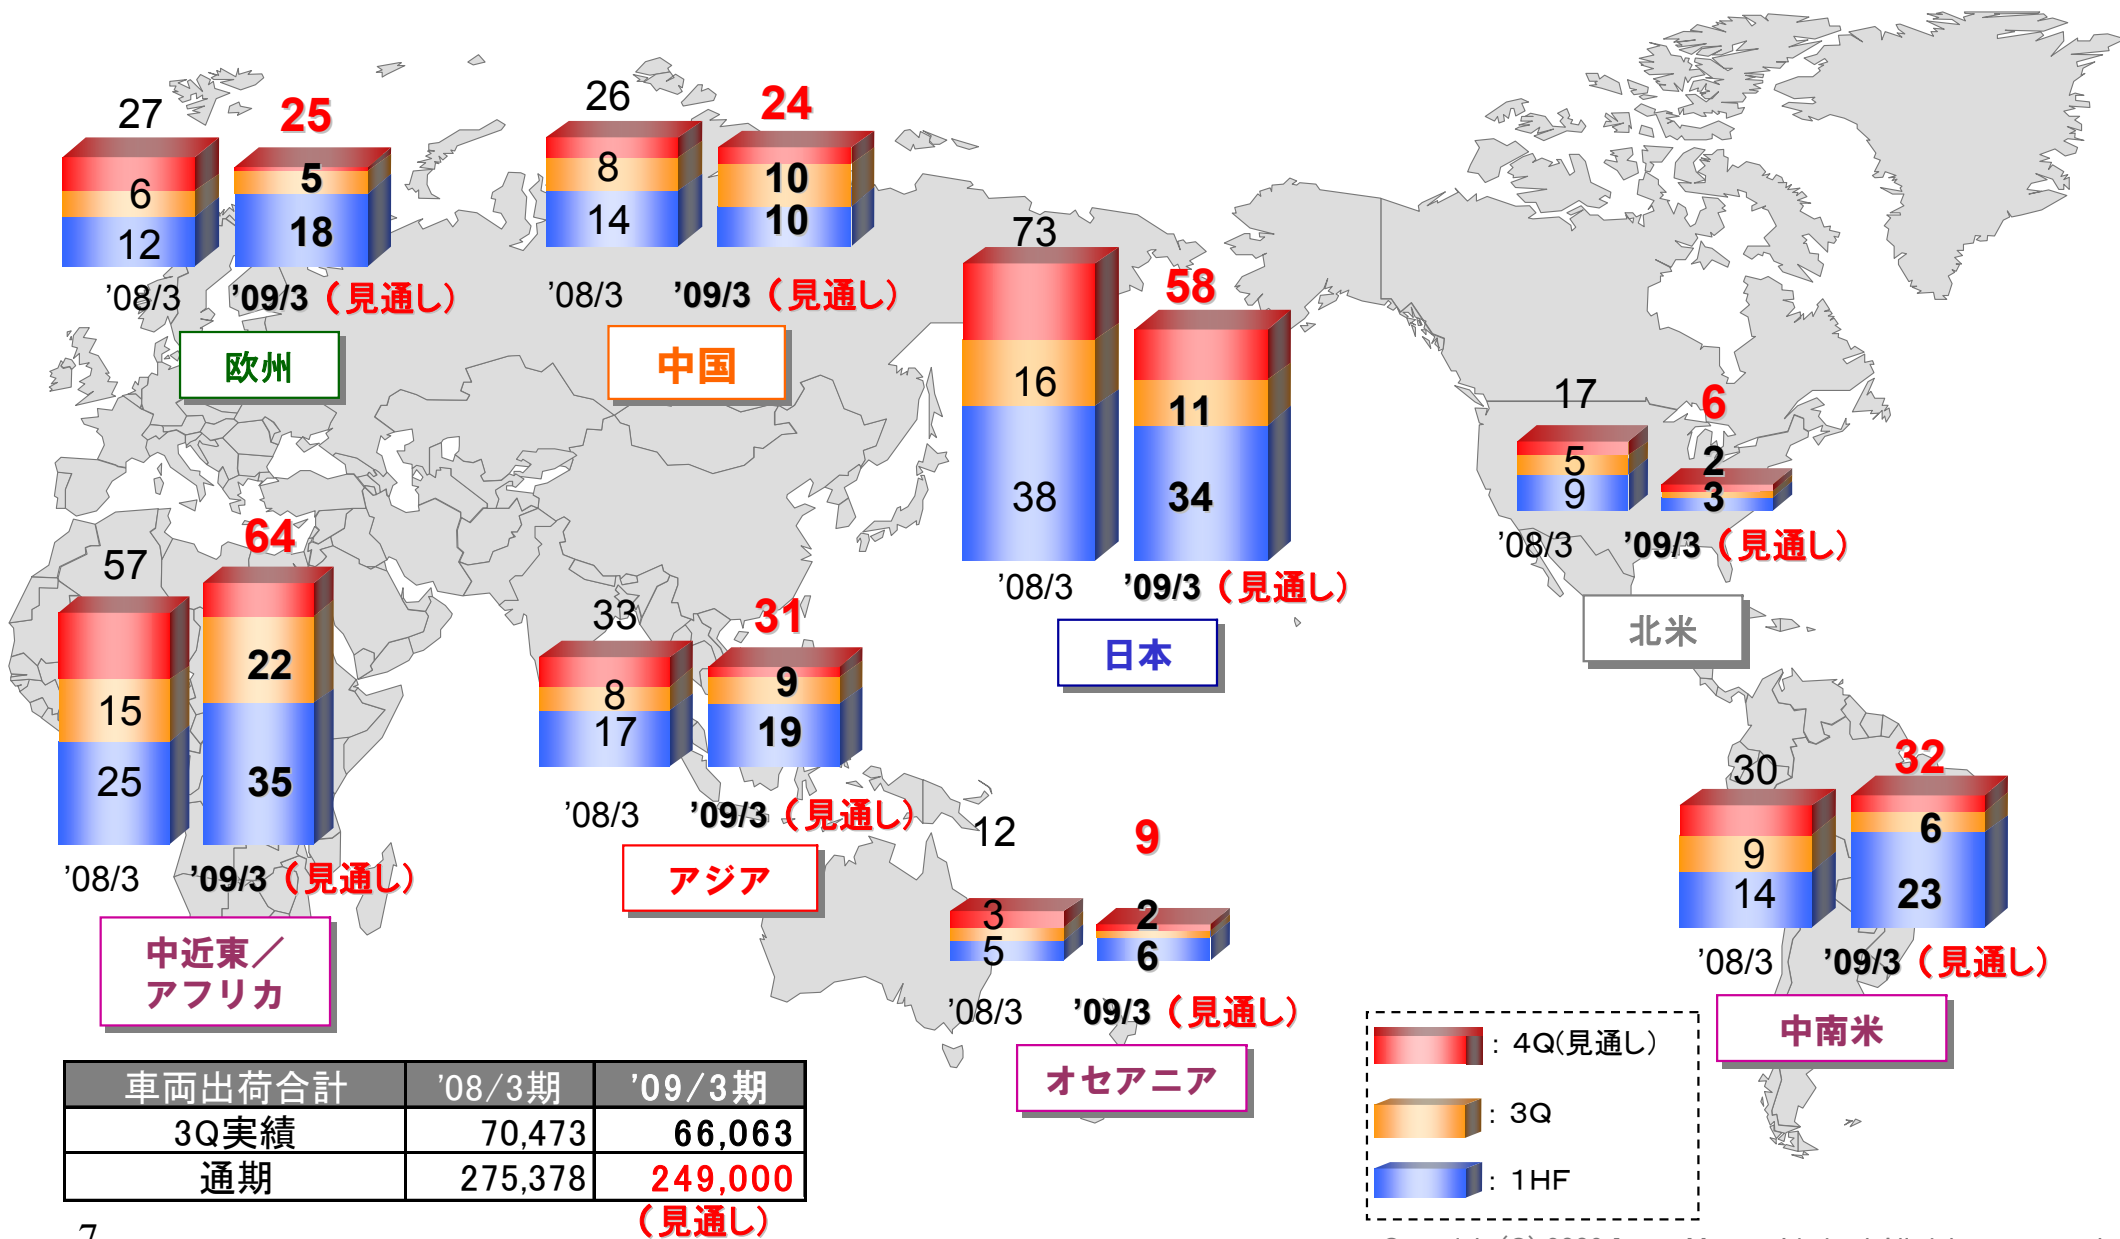 27
25
6
5
12
18
'08/3
'09/3（見通し）
欧州
26
24
8
10
14
10
'08/3
'09/3（見通し）
中国
73
58
16
11
38
34
'08/3
'09/3（見通し）
日本
17
6
5
2
9
3
'08/3
'09/3（見通し）
北米
57
64
15
22
25
35
'08/3
'09/3（見通し）
中近東／
アフリカ
33
31
8
9
17
19
'08/3
'09/3（見通し）
アジア
12
9
3
2
5
6
'08/3
'09/3（見通し）
オセアニア
30
32
9
6
14
23
'08/3
'09/3（見通し）
中南米
： 4Q(見通し)
： 3Q
： 1HF
車両出荷合計 '08/3期 '09/3期
3Q実績 70,473 66,063
通期 275,378 249,000
（見通し）
7